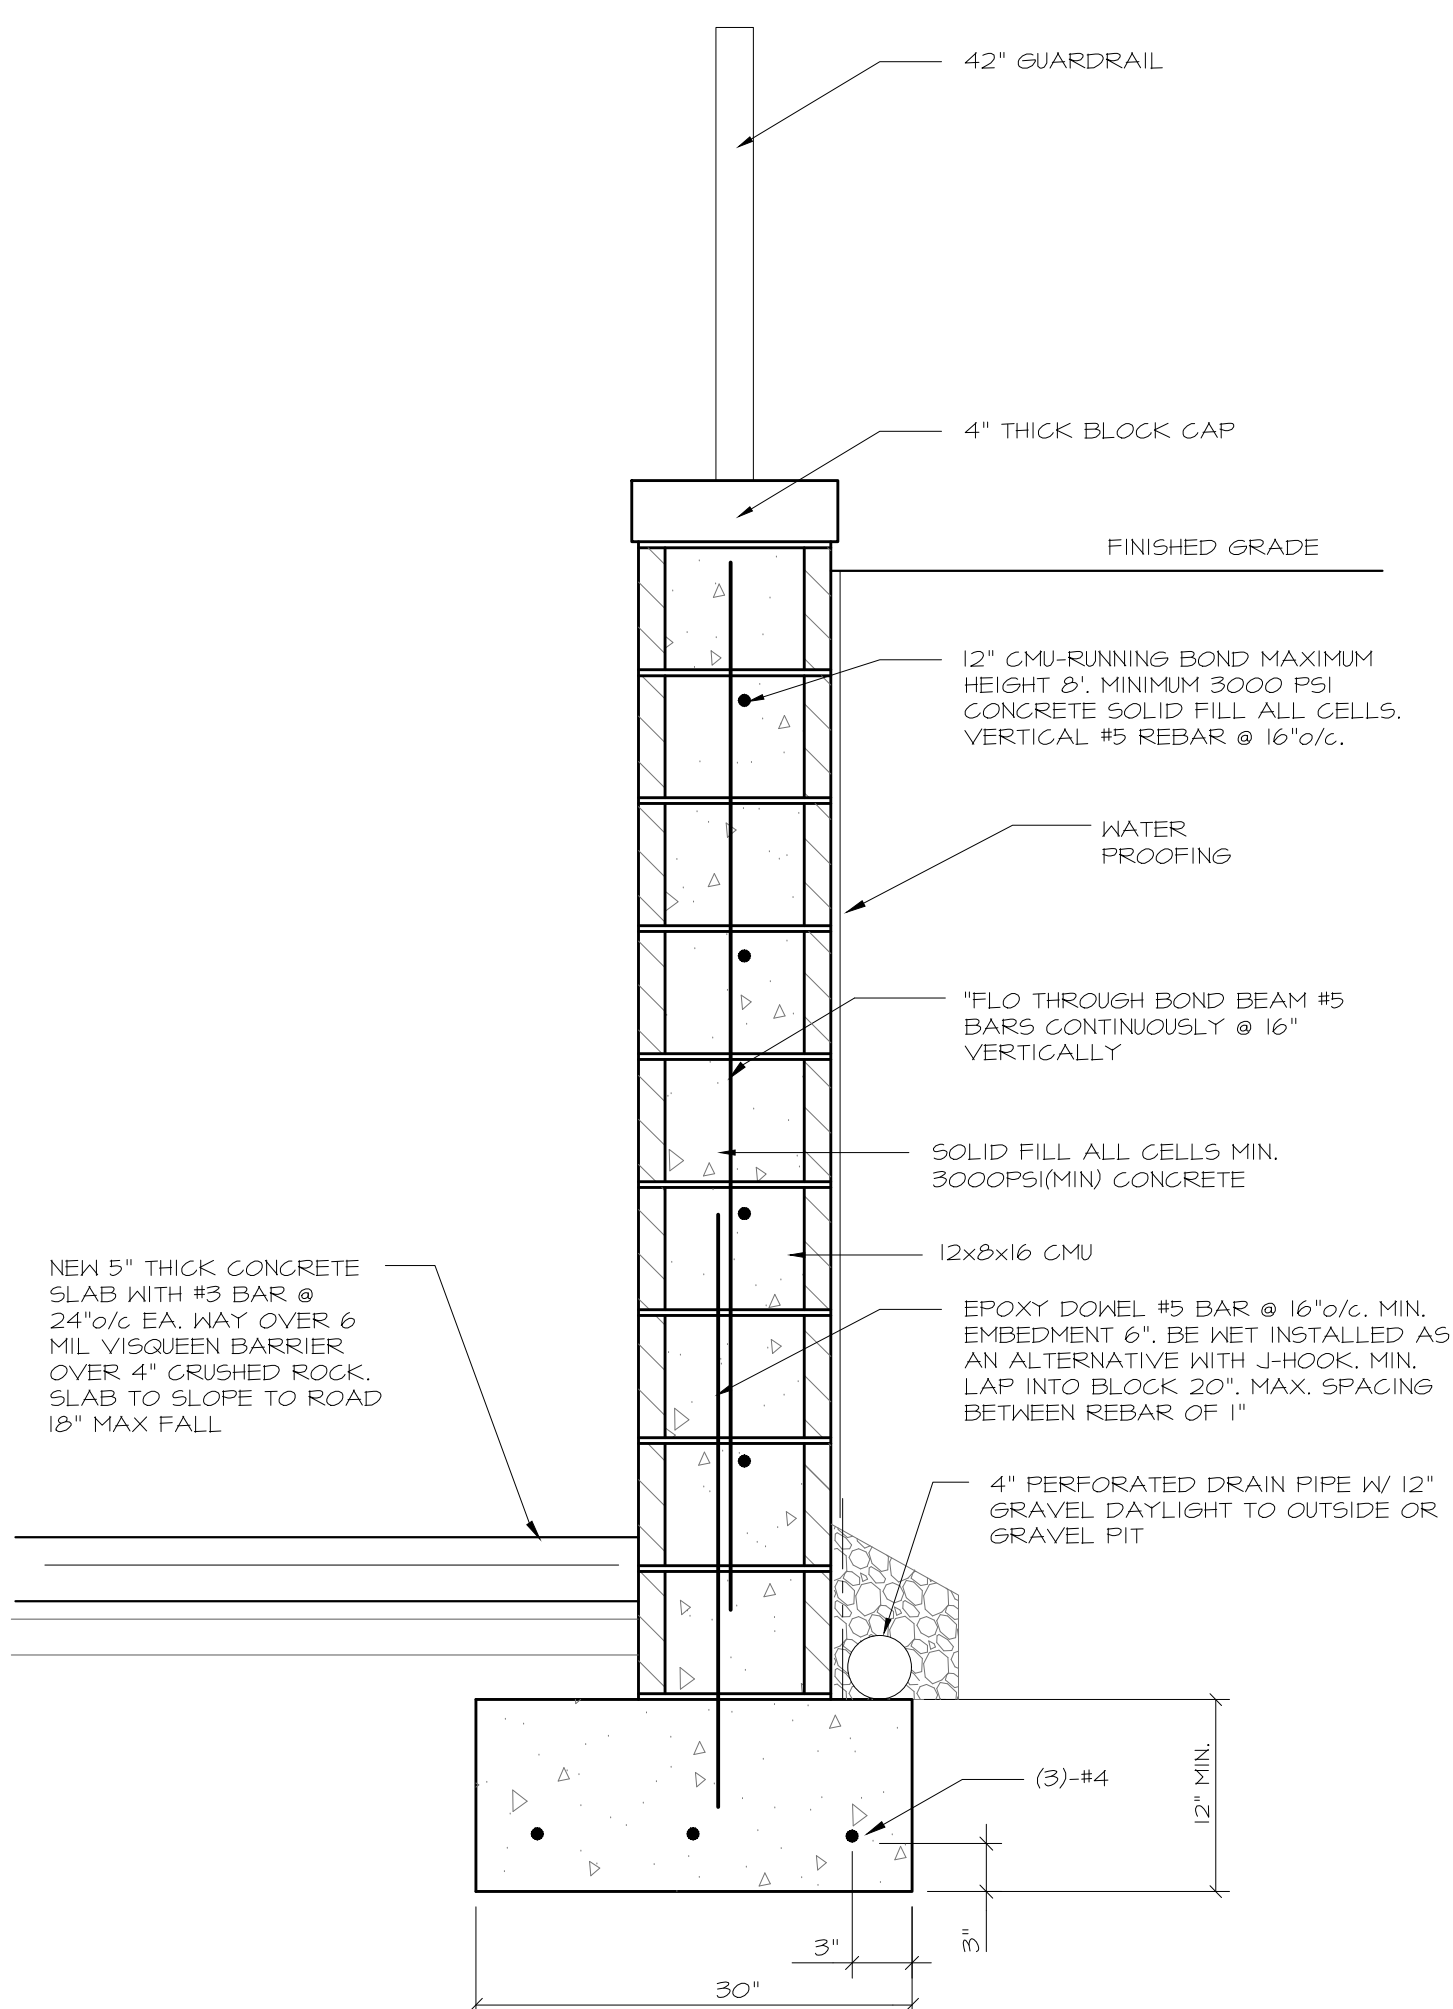 42" GUARDRAIL
4" THICK BLOCK CAP
FINISHED GRADE
12" CMU-RUNNING BOND MAXIMUM
HEIGHT 8'. MINIMUM 3000 PSI
CONCRETE SOLID FILL ALL CELLS.
VERTICAL #5 REBAR @ 16"o/c.
WATER
PROOFING
"FLO THROUGH BOND BEAM #5
BARS CONTINUOUSLY @ 16"
VERTICALLY
SOLID FILL ALL CELLS MIN.
3000PSI(MIN) CONCRETE
12x8x16 CMU
NEW 5" THICK CONCRETE
SLAB WITH #3 BAR @
24"o/c EA. WAY OVER 6
MIL VISQUEEN BARRIER
OVER 4" CRUSHED ROCK.
SLAB TO SLOPE TO ROAD
18" MAX FALL
EPOXY DOWEL #5 BAR @ 16"o/c. MIN.
EMBEDMENT 6". BE WET INSTALLED AS
AN ALTERNATIVE WITH J-HOOK. MIN.
LAP INTO BLOCK 20". MAX. SPACING
BETWEEN REBAR OF 1"
4" PERFORATED DRAIN PIPE W/ 12"
GRAVEL DAYLIGHT TO OUTSIDE OR
GRAVEL PIT
(3)-#4
12" MIN.
3"
3"
30"